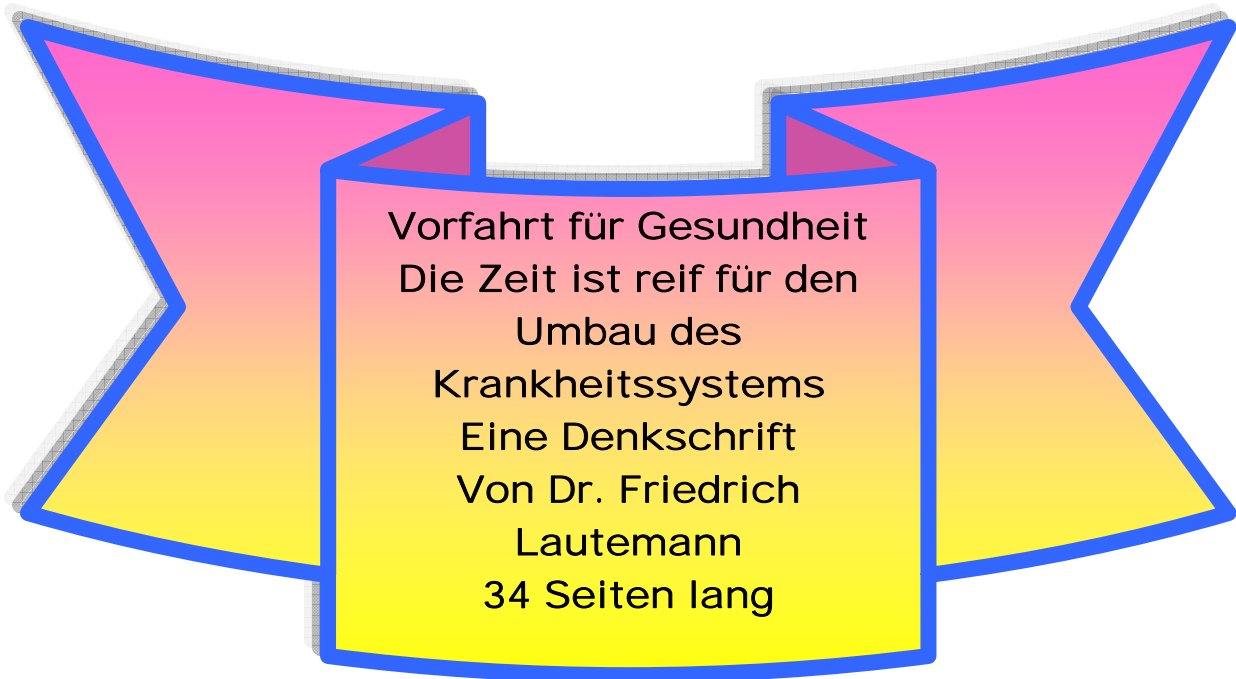 Vorfahrt für Gesundheit
Die Zeit ist reif für den
Umbau des
Krankheitssystems
Eine Denkschrift
Von Dr. Friedrich
Lautemann
34 Seiten lang